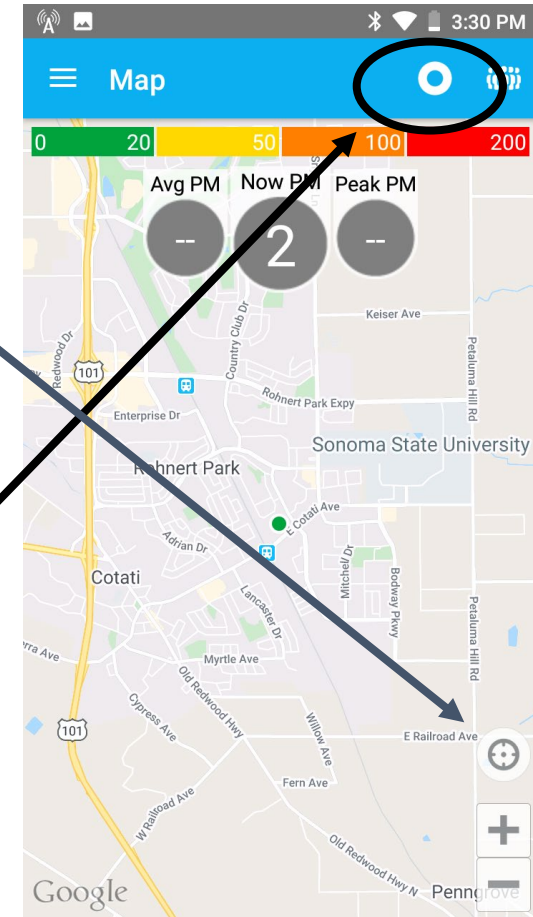 3:30 PM
Map
0 20 50 100 200
Avg PM Now PM Peak PM
-- 2 --
Keiser Ave
Country Club Dr
Redwood Dr
Petaluma Hill Rd
101
Rohnert Park Expy
Enterprise Dr
Sonoma State University
Rohnert Park
E Cotati Ave
Adrian Dr
Mitchell Dr
Bodway Pkwy
Cotati
Lancaster Dr
Petaluma Hill Rd
Myrtle Ave
Old Redwood Hwy
Cypress Ave
Willow Ave
101
E Railroad Ave
Fern Ave
W Railroad Ave
Old Redwood Hwy N
Google
Penngrove